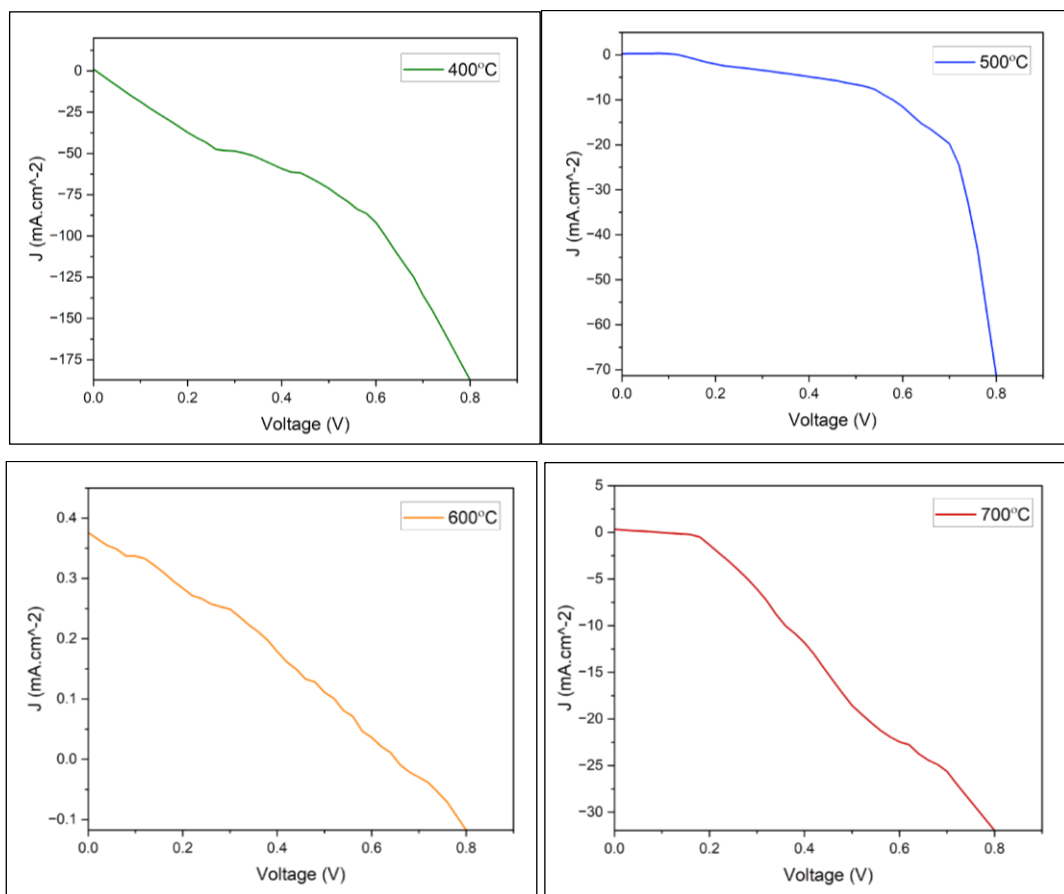 400°C
J (mA.cm^-2)
0
−25
−50
−75
−100
−125
−150
−175
0.0 0.2 0.4 0.6 0.8
Voltage (V)
500°C
J (mA.cm^-2)
0
−10
−20
−30
−40
−50
−60
−70
0.0 0.2 0.4 0.6 0.8
Voltage (V)
600°C
J (mA.cm^-2)
0.4
0.3
0.2
0.1
0.0
−0.1
0.0 0.2 0.4 0.6 0.8
Voltage (V)
700°C
J (mA.cm^-2)
5
0
−5
−10
−15
−20
−25
−30
0.0 0.2 0.4 0.6 0.8
Voltage (V)